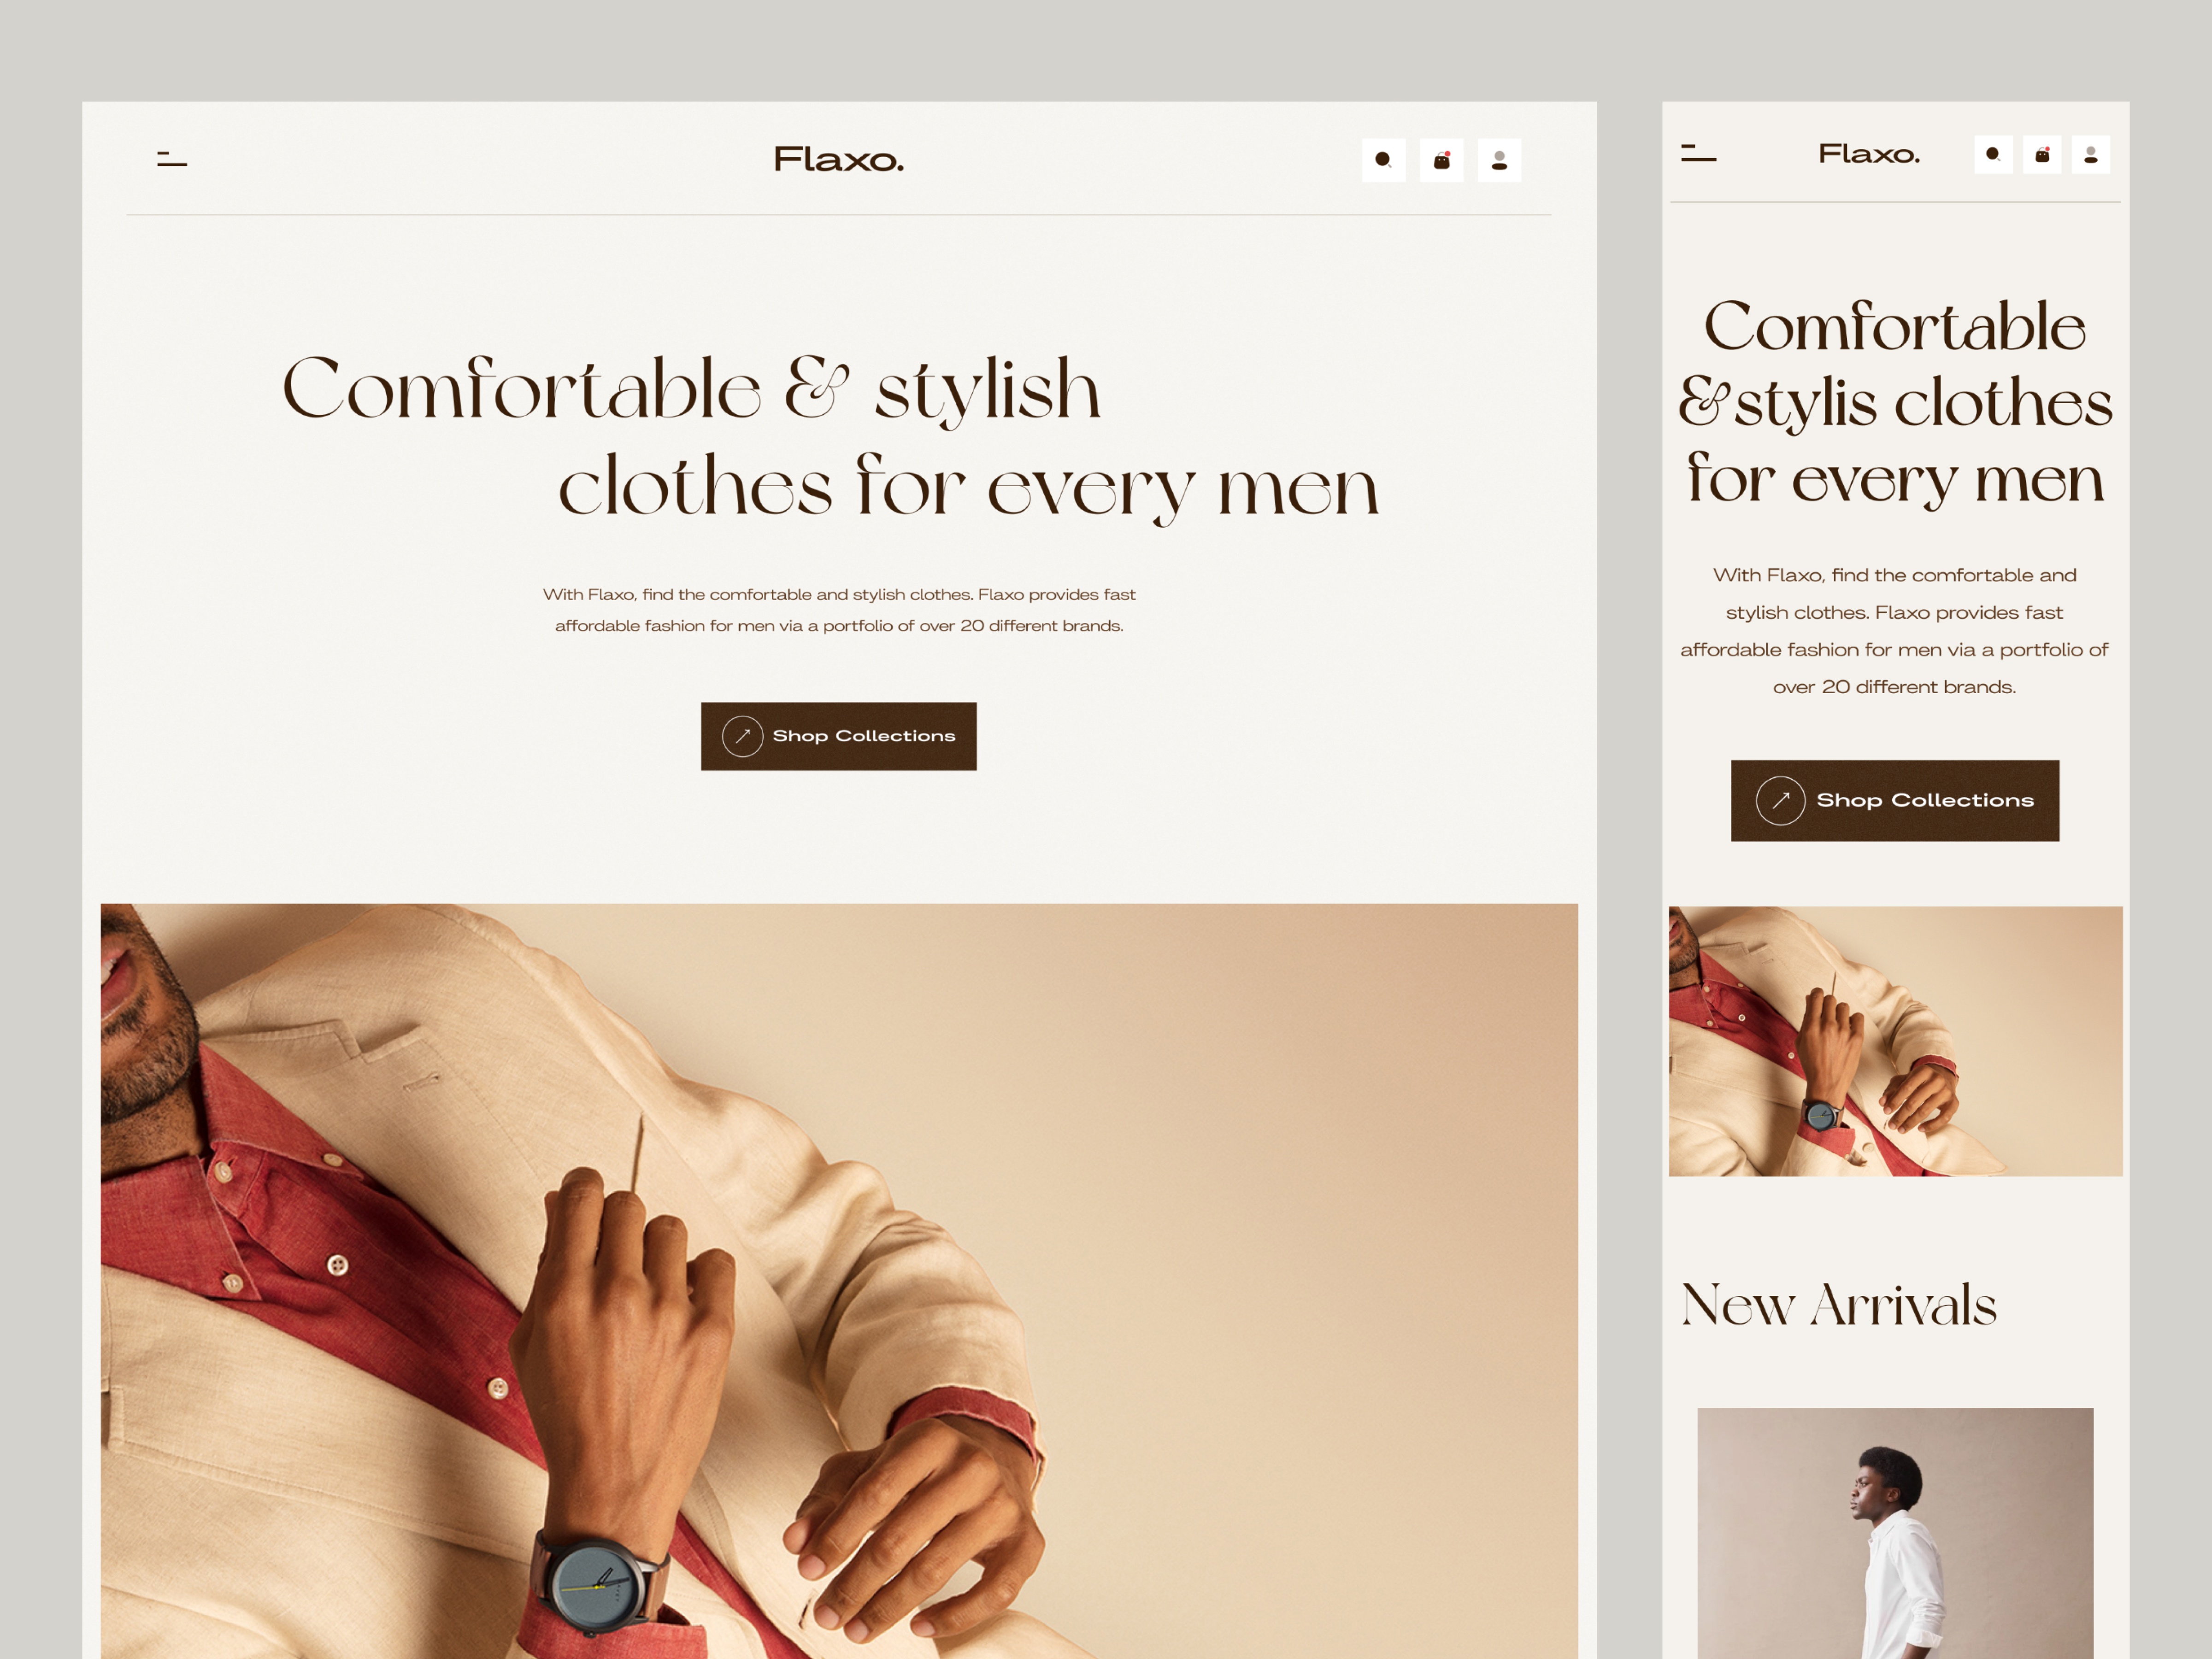 Flaxo.
Comfortable & stylish
clothes for every men
With Flaxo, find the comfortable and stylish clothes. Flaxo provides fast
affordable fashion for men via a portfolio of over 20 different brands.
Shop Collections
Flaxo.
Comfortable
&stylis clothes
for every men
With Flaxo, find the comfortable and
stylish clothes. Flaxo provides fast
affordable fashion for men via a portfolio of
over 20 different brands.
Shop Collections
New Arrivals